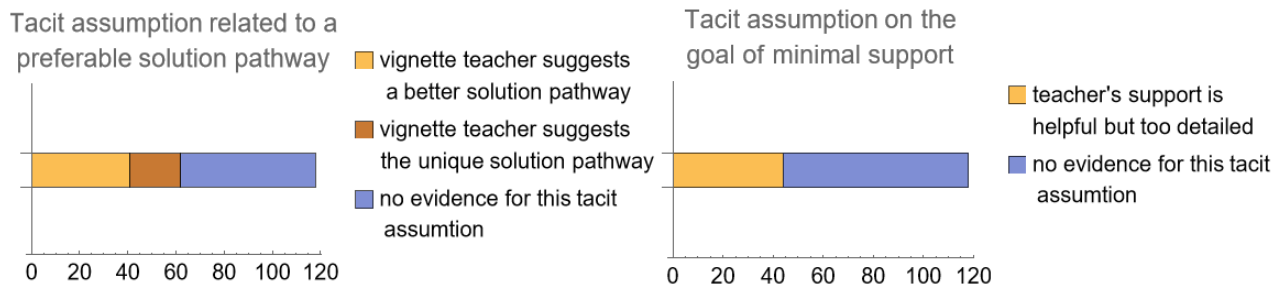 Tacit assumption related to a
preferable solution pathway
vignette teacher suggests
a better solution pathway
vignette teacher suggests
the unique solution pathway
no evidence for this tacit
assumtion
0 20 40 60 80 100 120
Tacit assumption on the
goal of minimal support
teacher's support is
helpful but too detailed
no evidence for this tacit
assumtion
0 20 40 60 80 100 120